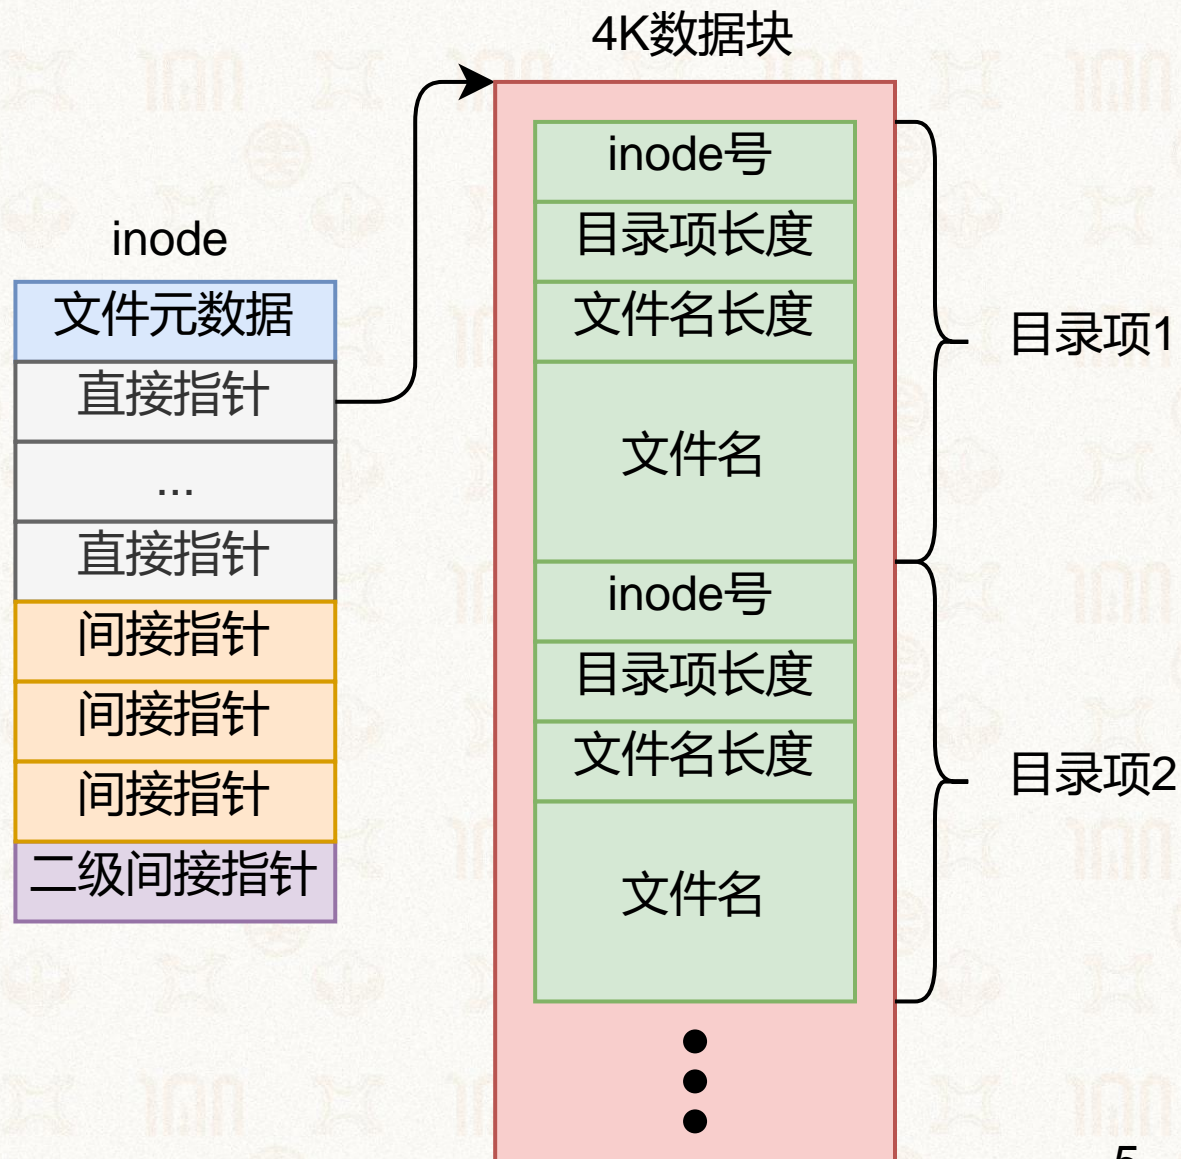 4K数据块
inode
文件元数据
直接指针
...
直接指针
间接指针
间接指针
间接指针
二级间接指针
inode号
目录项长度
文件名长度
文件名
inode号
目录项长度
文件名长度
文件名
目录项1
目录项2
5